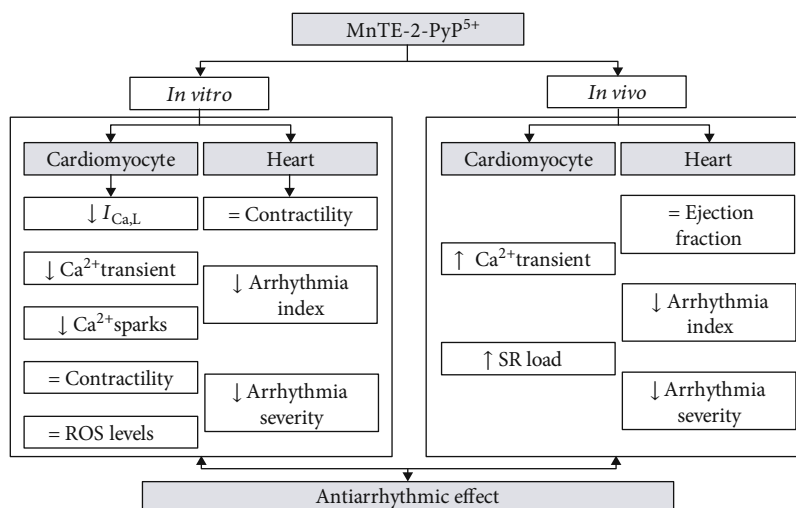 MnTE-2-PyP⁵⁺
In vitro
In vivo
Cardiomyocyte
Heart
↓ I_Ca,L
= Contractility
↓ Ca²⁺transient
↓ Arrhythmia
index
↓ Ca²⁺sparks
= Contractility
↓ Arrhythmia
severity
= ROS levels
Cardiomyocyte
Heart
= Ejection
fraction
↑ Ca²⁺transient
↓ Arrhythmia
index
↑ SR load
↓ Arrhythmia
severity
Antiarrhythmic effect